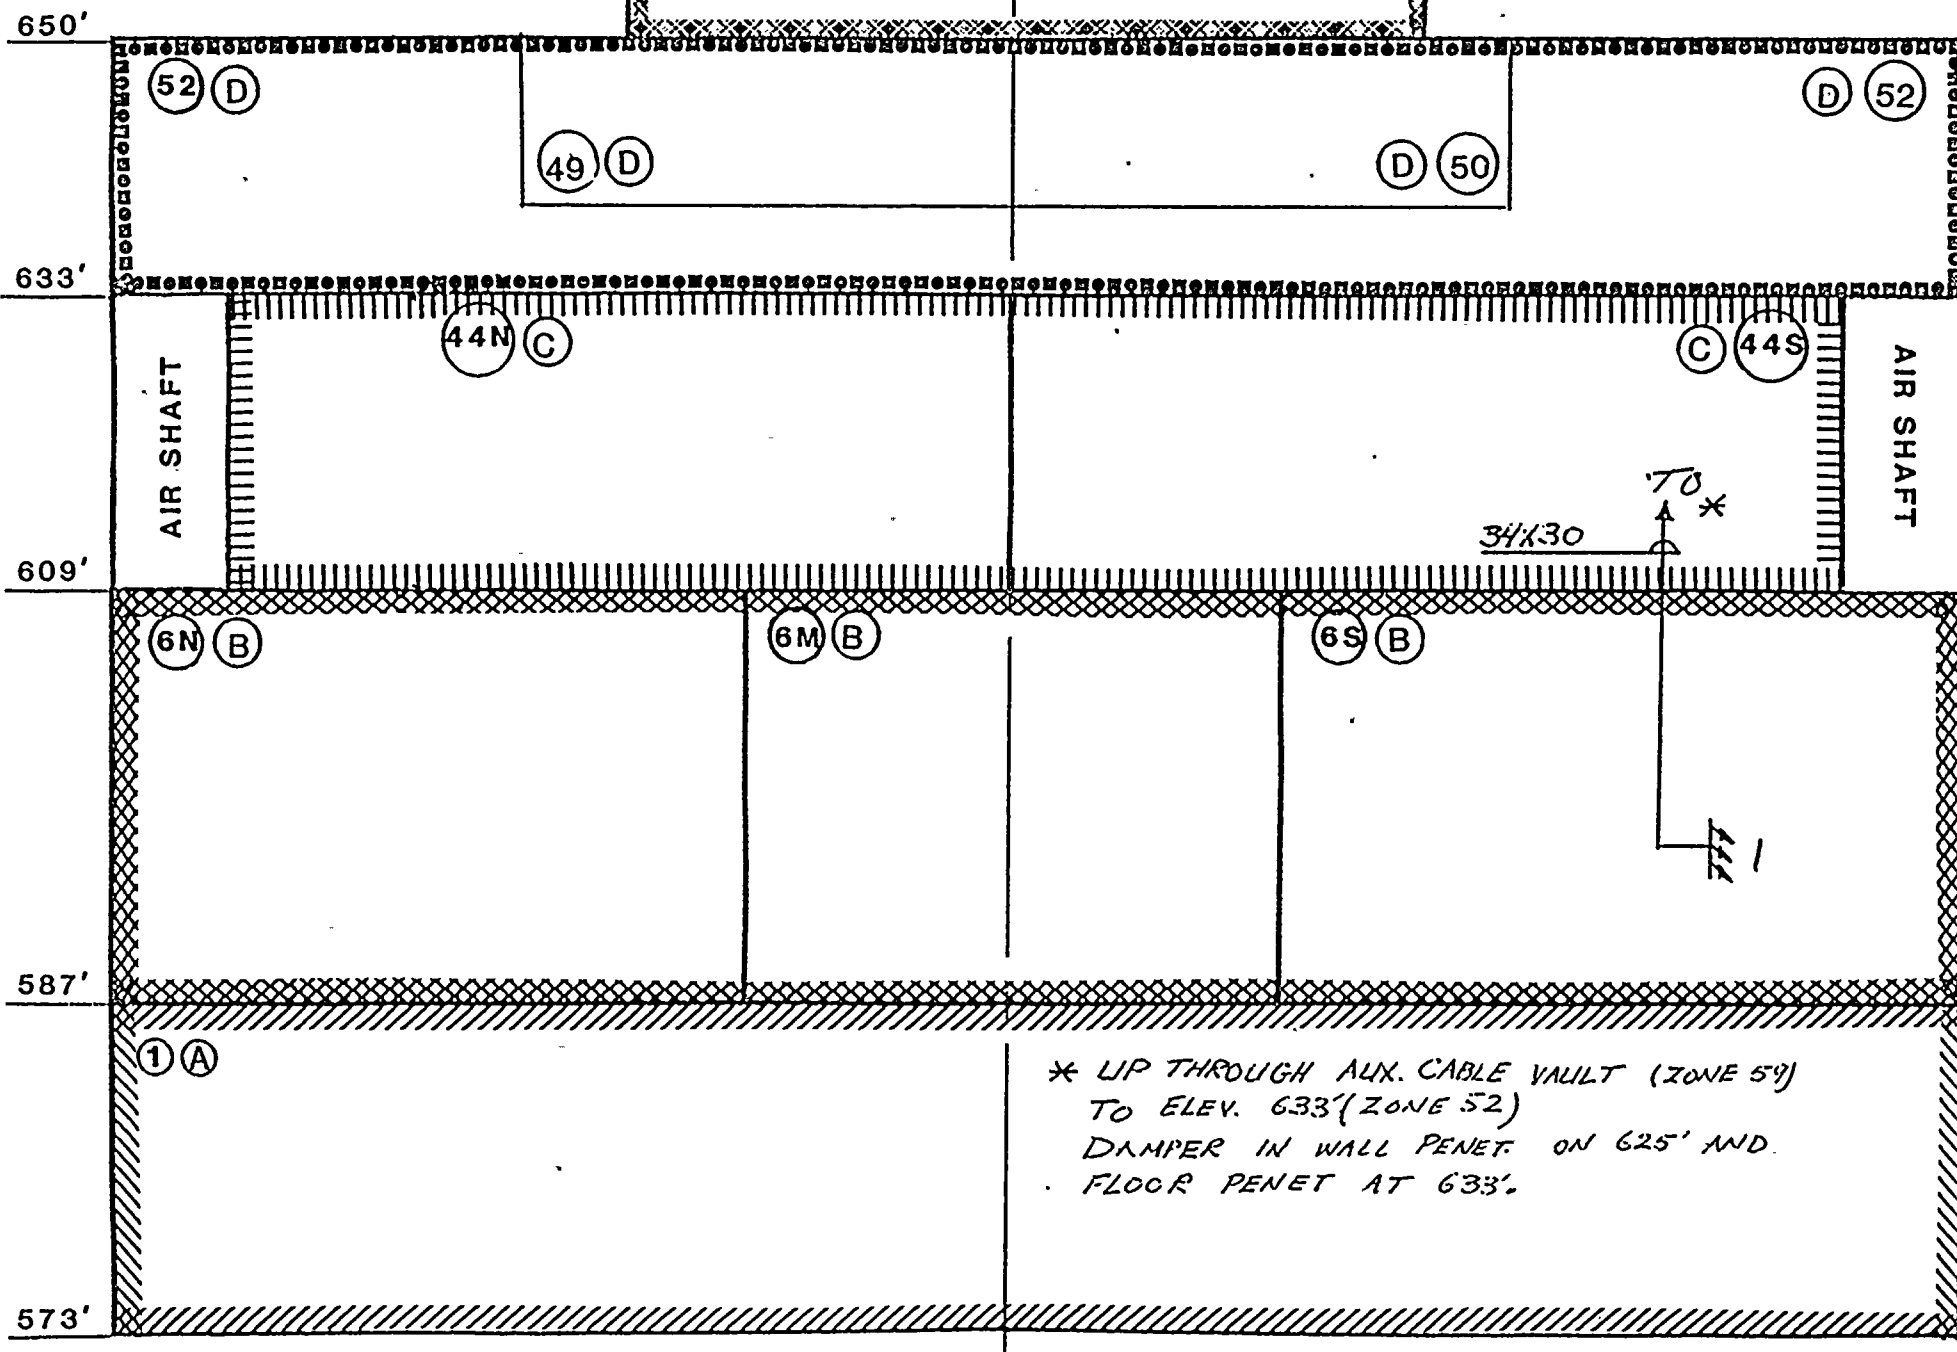 650'
52 D
D 52
49 D
D 50
633'
44N C
C 44S
AIR SHAFT
AIR SHAFT
TO *
34X30
609'
6N B
6M B
6S B
1
587'
1 A
* UP THROUGH AUX. CABLE VAULT (ZONE 59)
TO ELEV. 633' (ZONE 52)
DAMPER IN WALL PENET. ON 625' AND
FLOOR PENET AT 633'.
573'